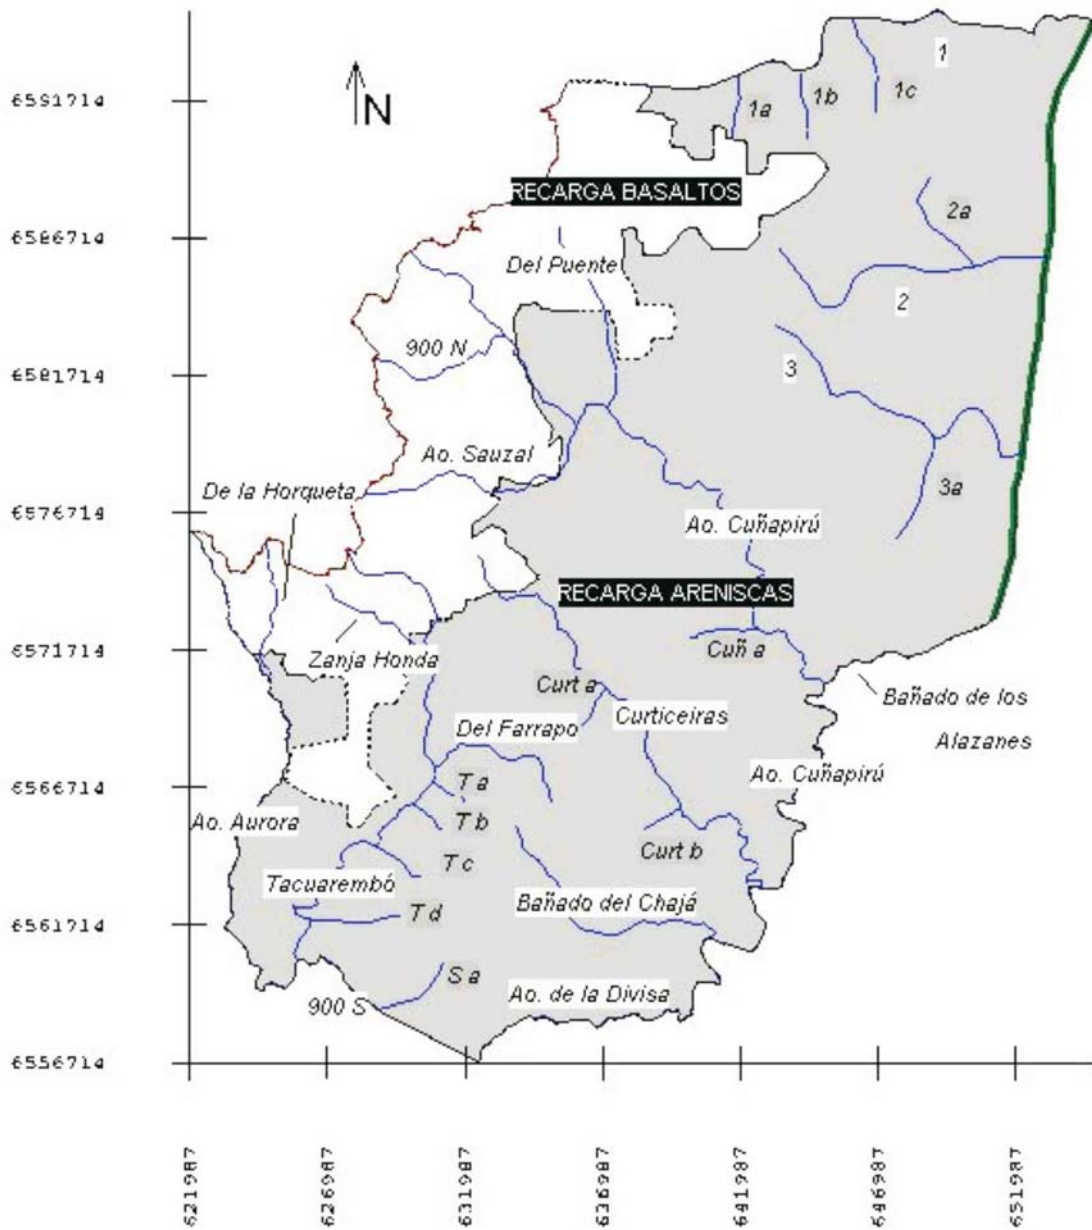 1
6591714
N
1a
1b
1c
RECARGA BASALTOS
2a
6586714
Del Puente
2
900 N
6581714
3
Ao. Sauzal
De la Horqueta
3a
6576714
Ao. Cuñapirú
RECARGA ARENISCAS
6571714
Zanja Honda
Cuñ a
Curt a
Bañado de los
Alazanes
Curticeiras
Del Farrapo
6566714
T a
Ao. Cuñapirú
Ao. Aurora
T b
Curt b
T c
Tacuarembó
Bañado del Chajá
6561714
T d
S a
900 S
Ao. de la Divisa
6556714
621987
626987
631987
636987
641987
646987
651987